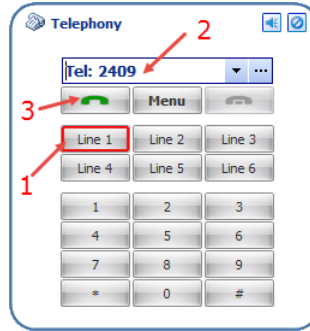 Telephony
2
Tel: 2409
3
Menu
Line 1 Line 2 Line 3
1
Line 4 Line 5 Line 6
1 2 3
4 5 6
7 8 9
* 0 #